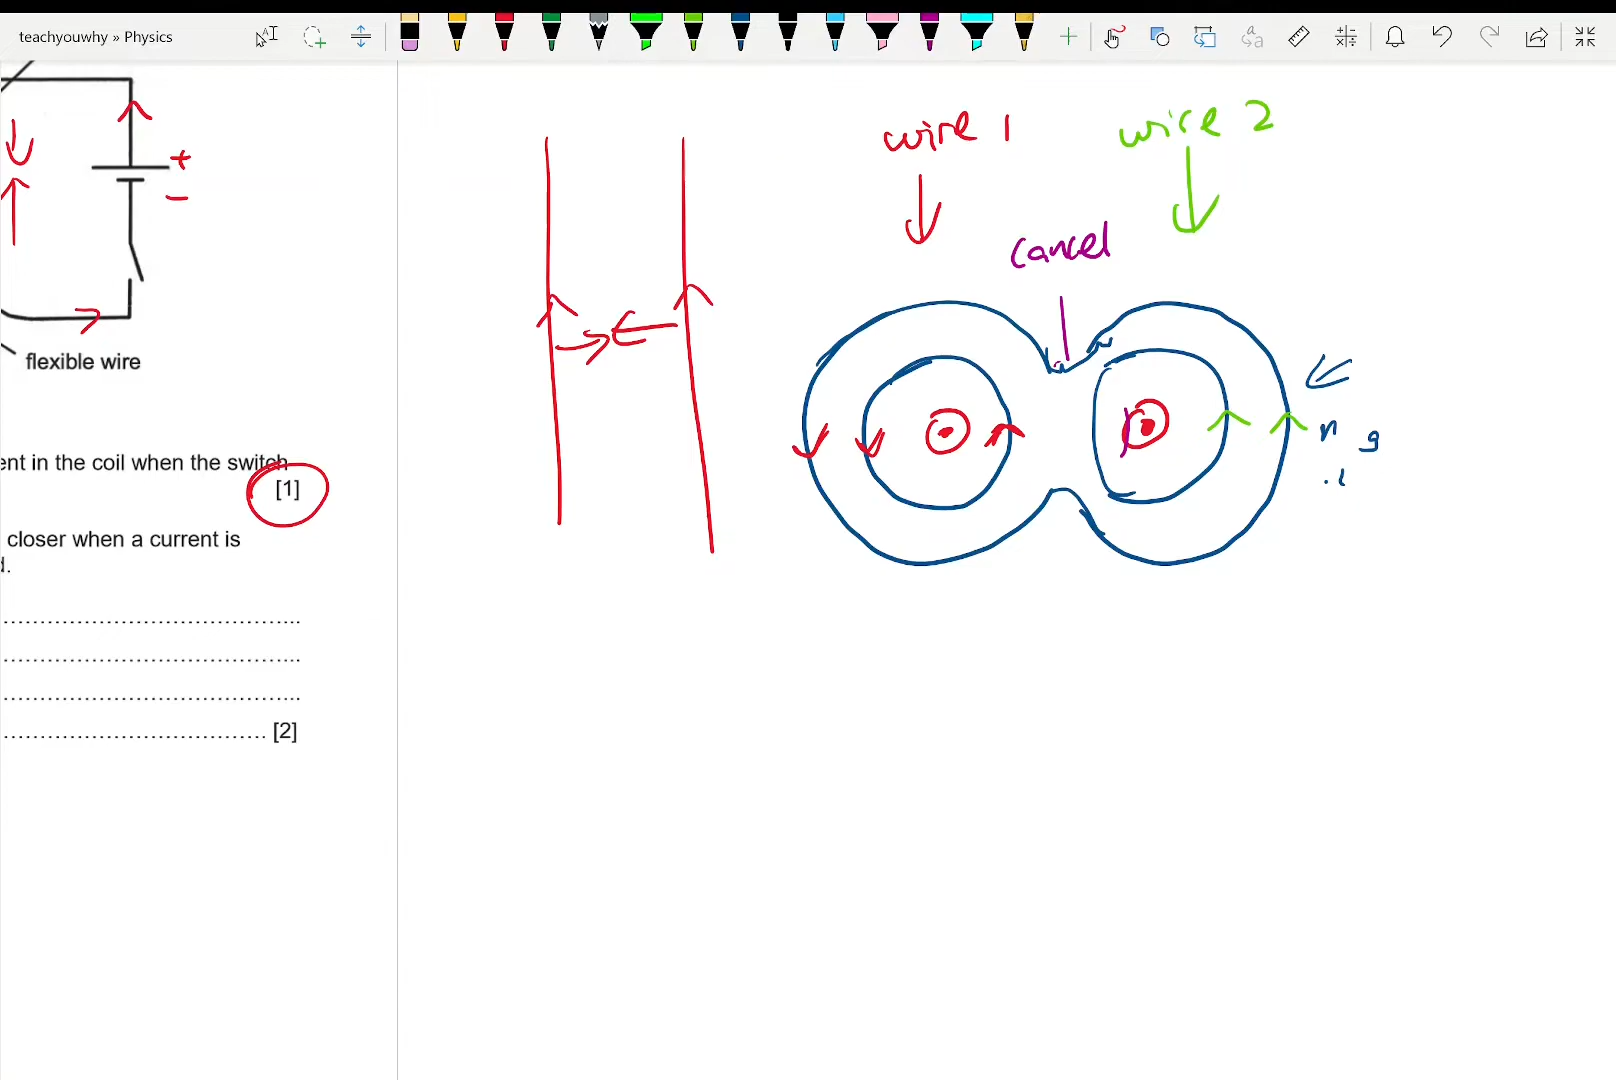 teachyouwhy » Physics
wire 1
wire 2
cancel
+
-
flexible wire
ent in the coil when the switch
[1]
closer when a current is
d.
[2]